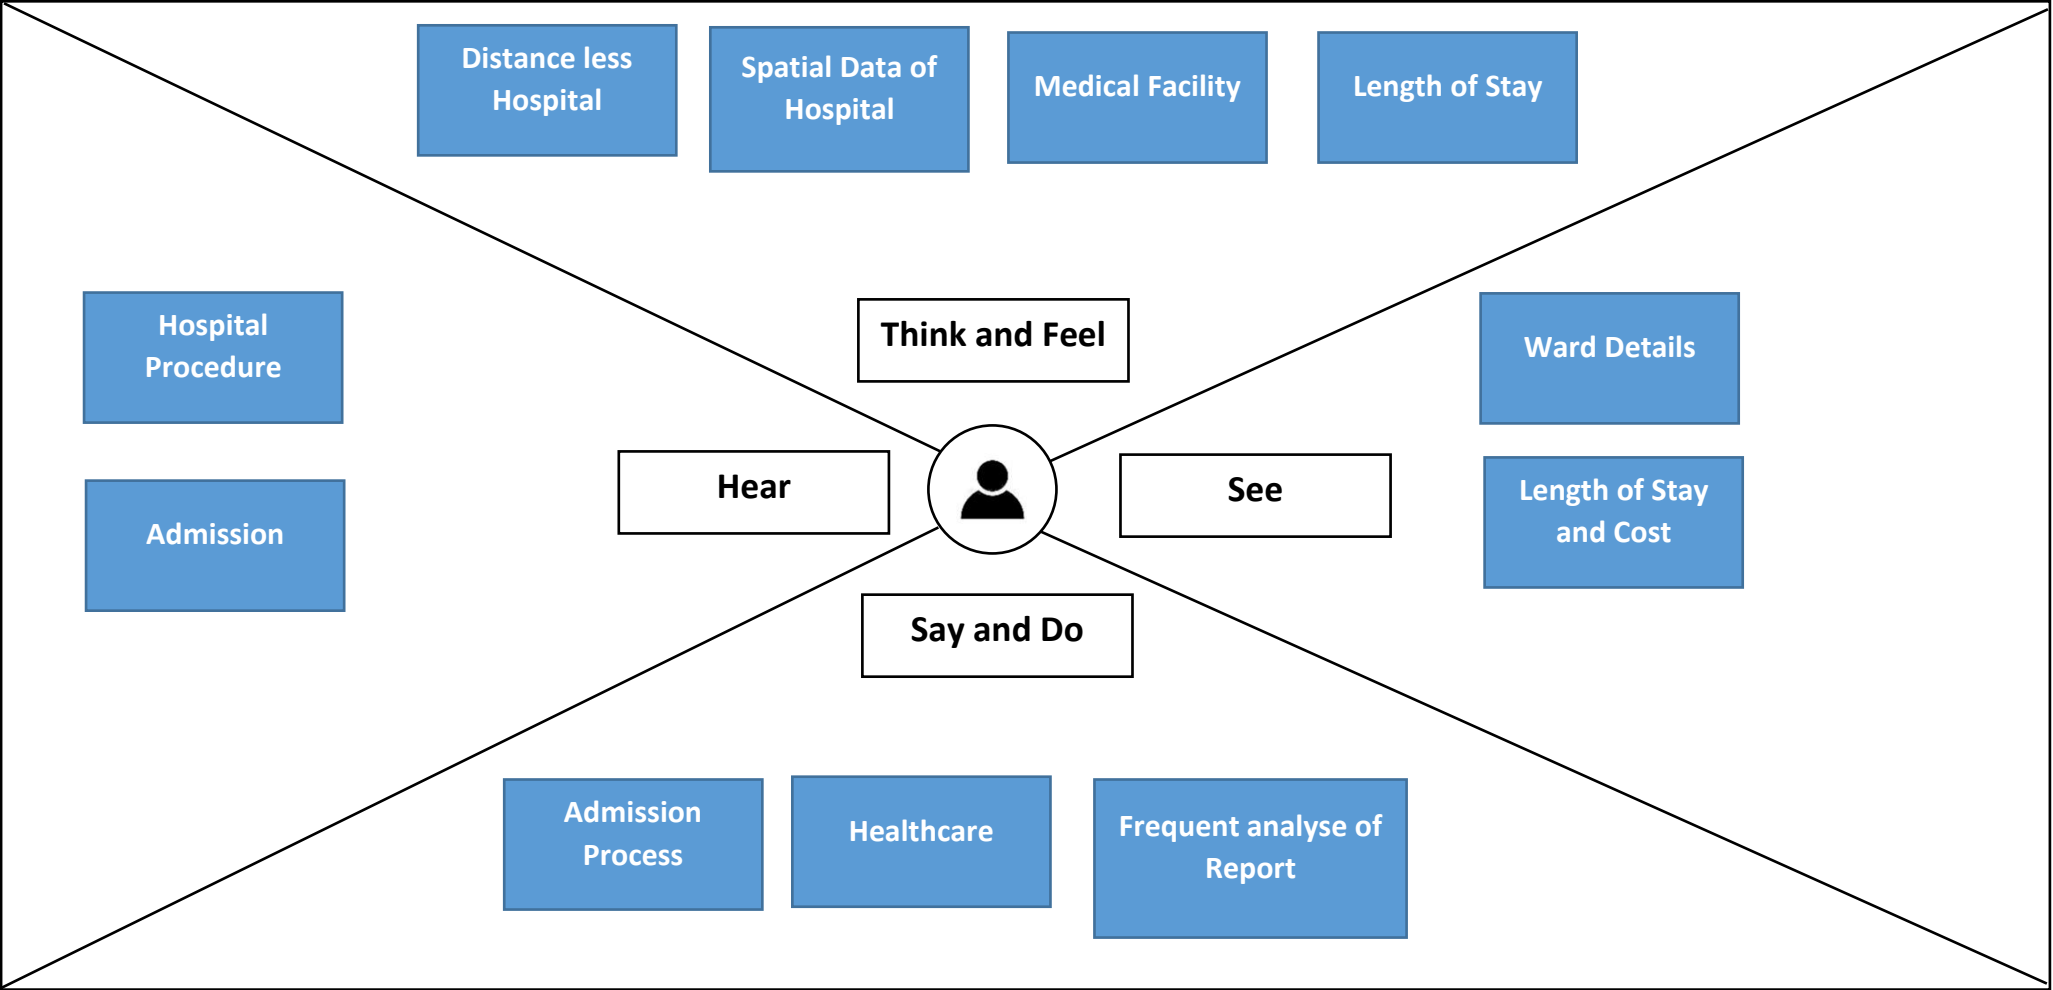 Distance less
Hospital
Spatial Data of
Hospital
Medical Facility
Length of Stay
Think and Feel
Hospital
Procedure
Admission
Hear
See
Ward Details
Length of Stay
and Cost
Say and Do
Admission
Process
Healthcare
Frequent analyse of
Report